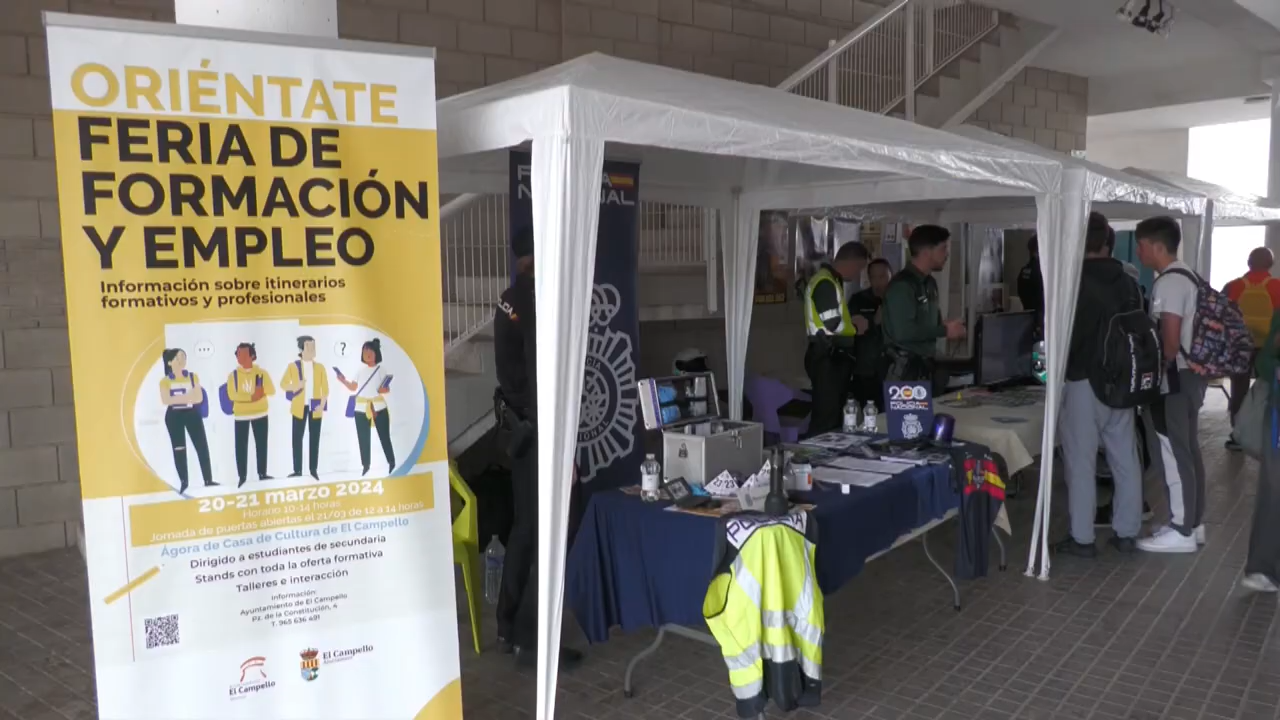 ORIÉNTATE
FERIA DE
FORMACIÓN
Y EMPLEO
Información sobre itinerarios
formativos y profesionales
?
20-21 marzo 2024
Horario 10-14 horas
Jornada de puertas abiertas el 21/03 de 12 a 14 horas
Ágora de Casa de Cultura de El Campello
Dirigido a estudiantes de secundaria
Stands con toda la oferta formativa
Talleres e interacción
Información:
Ayuntamiento de El Campello
Pz. de la Constitución, 4
T. 965 636 491
El Campello
El Campello
NACIONAL
200
POLICÍA
NACIONAL
POLICÍA